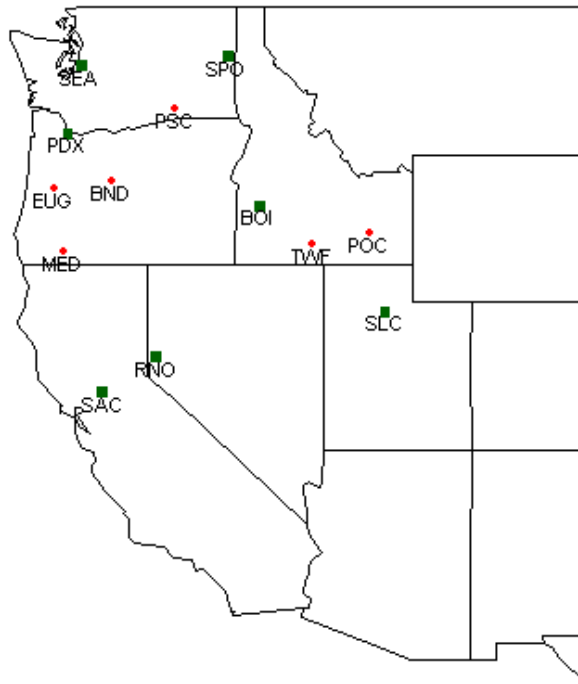 SEA
SPO
PSC
PDX
EUG
BND
BOI
MED
TWF
POC
SLC
RNO
SAC